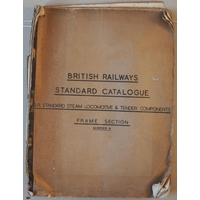 BRITISH RAILWAYS
STANDARD CATALOGUE
STANDARD STEAM LOCOMOTIVE & TENDER COMPONENTS
FRAME SECTION